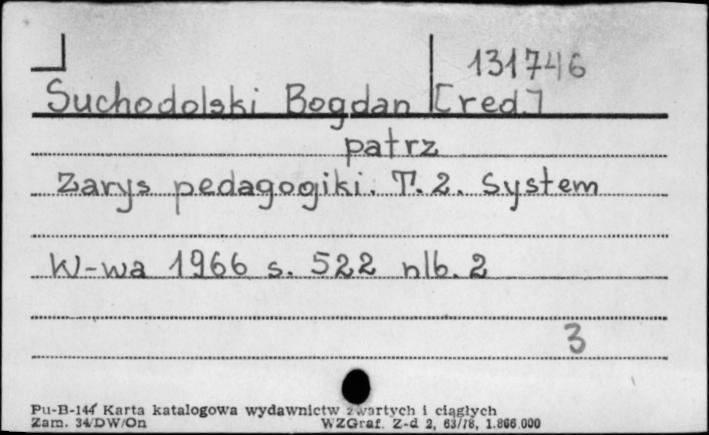 131746
Suchodolski Bogdan [red.]
patrz
Zarys pedagogiki. T. 2. System
W-wa 1966 s. 522 nlb. 2
3
Pu-B-144 Karta katalogowa wydawnictw zwartych i ciągłych
Zam. 34/DW/On WZGraf. Z-d 2, 63/78, 1.866.000